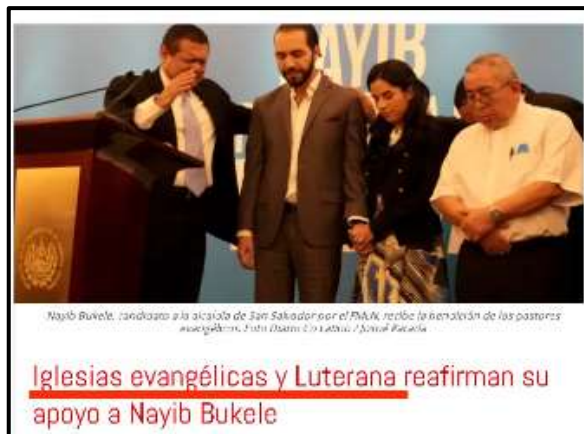 NAYIB
Nayib Bukele, candidato a la alcaldía de San Salvador por el FMLN, recibe la bendición de los pastores
evangélicos. Foto Diario Co Latino /
Iglesias evangélicas y Luterana reafirman su
apoyo a Nayib Bukele